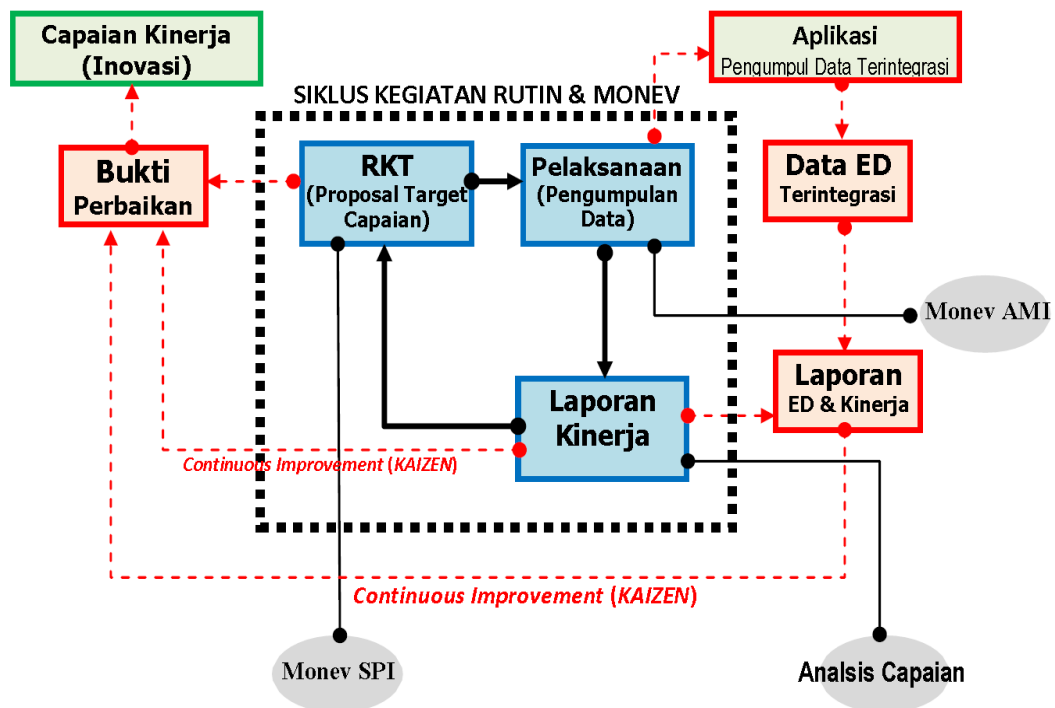 Capaian Kinerja
(Inovasi)
Aplikasi
Pengumpul Data Terintegrasi
SIKLUS KEGIATAN RUTIN & MONEV
Bukti
Perbaikan
RKT
(Proposal Target
Capaian)
Pelaksanaan
(Pengumpulan
Data)
Data ED
Terintegrasi
Monev AMI
Laporan
Kinerja
Laporan
ED & Kinerja
Continuous Improvement (KAIZEN)
Continuous Improvement (KAIZEN)
Monev SPI
Analsis Capaian